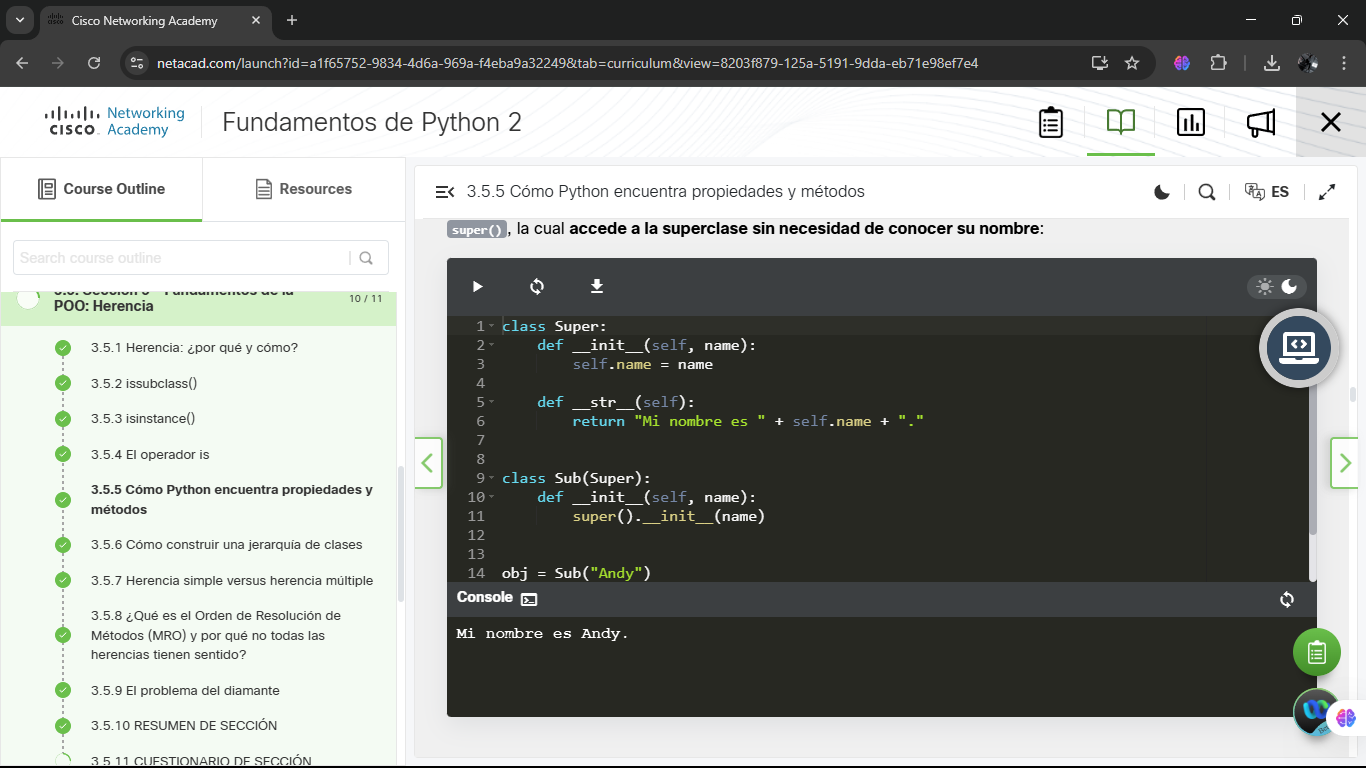 Cisco Networking Academy
netacad.com/launch?id=a1f65752-9834-4d6a-969a-f4eba9a32249&tab=curriculum&view=8203f879-125a-5191-9dda-eb71e98ef7e4
CISCO Networking Academy
Fundamentos de Python 2
Course Outline
Resources
Search course outline
POO: Herencia
10 / 11
3.5.1 Herencia: ¿por qué y cómo?
3.5.2 issubclass()
3.5.3 isinstance()
3.5.4 El operador is
3.5.5 Cómo Python encuentra propiedades y
métodos
3.5.6 Cómo construir una jerarquía de clases
3.5.7 Herencia simple versus herencia múltiple
3.5.8 ¿Qué es el Orden de Resolución de
Métodos (MRO) y por qué no todas las
herencias tienen sentido?
3.5.9 El problema del diamante
3.5.10 RESUMEN DE SECCIÓN
3.5.11 CUESTIONARIO DE SECCIÓN
3.5.5 Cómo Python encuentra propiedades y métodos
ES
super(), la cual accede a la superclase sin necesidad de conocer su nombre:
1 class Super:
2     def __init__(self, name):
3         self.name = name
4
5     def __str__(self):
6         return "Mi nombre es " + self.name + "."
7
8
9 class Sub(Super):
10     def __init__(self, name):
11         super().__init__(name)
12
13
14 obj = Sub("Andy")
Console
Mi nombre es Andy.